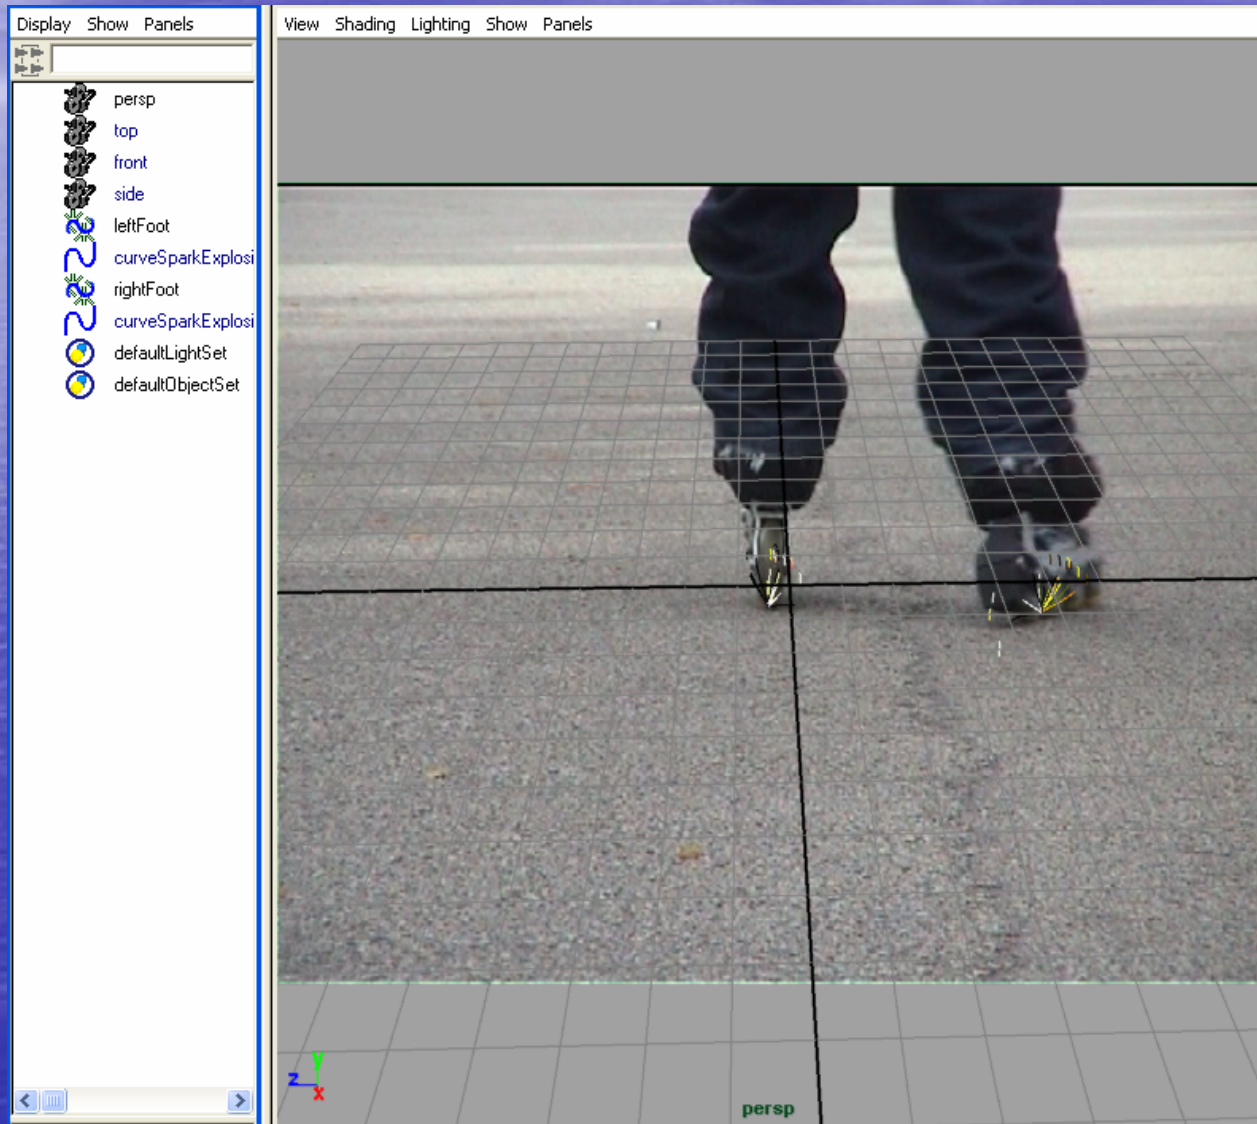 Display Show Panels
View Shading Lighting Show Panels
persp
top
front
side
leftFoot
curveSparkExplosi
rightFoot
curveSparkExplosi
defaultLightSet
defaultObjectSet
y
z
x
persp